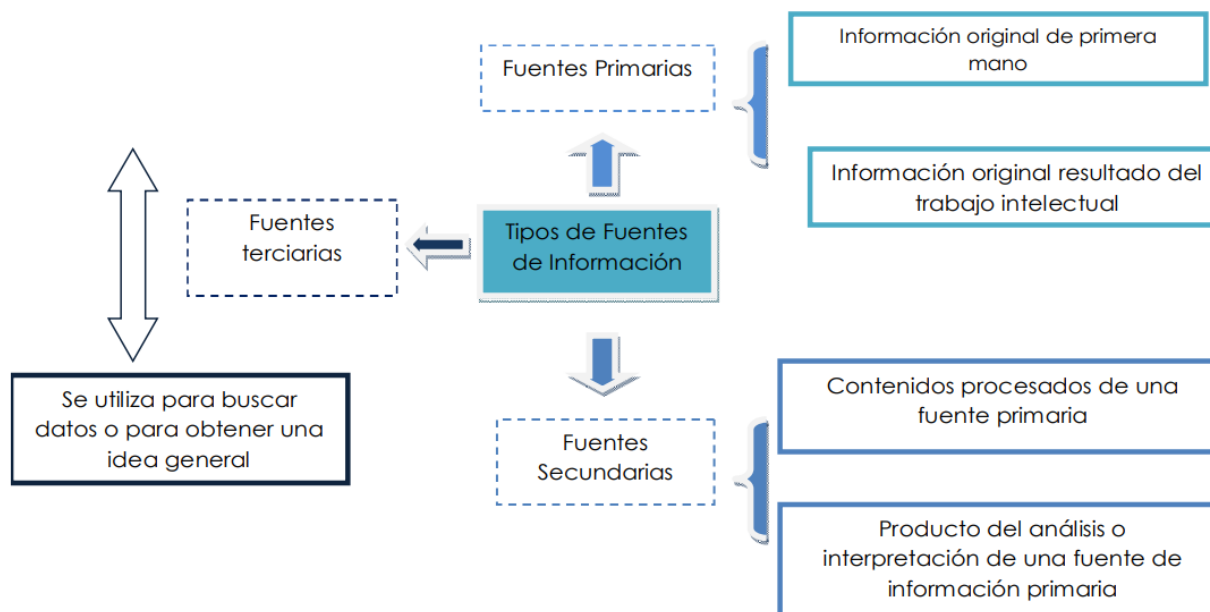 Fuentes Primarias
Información original de primera
mano
Información original resultado del
trabajo intelectual
Tipos de Fuentes
de Información
Fuentes
terciarias
Se utiliza para buscar
datos o para obtener una
idea general
Fuentes
Secundarias
Contenidos procesados de una
fuente primaria
Producto del análisis o
interpretación de una fuente de
información primaria